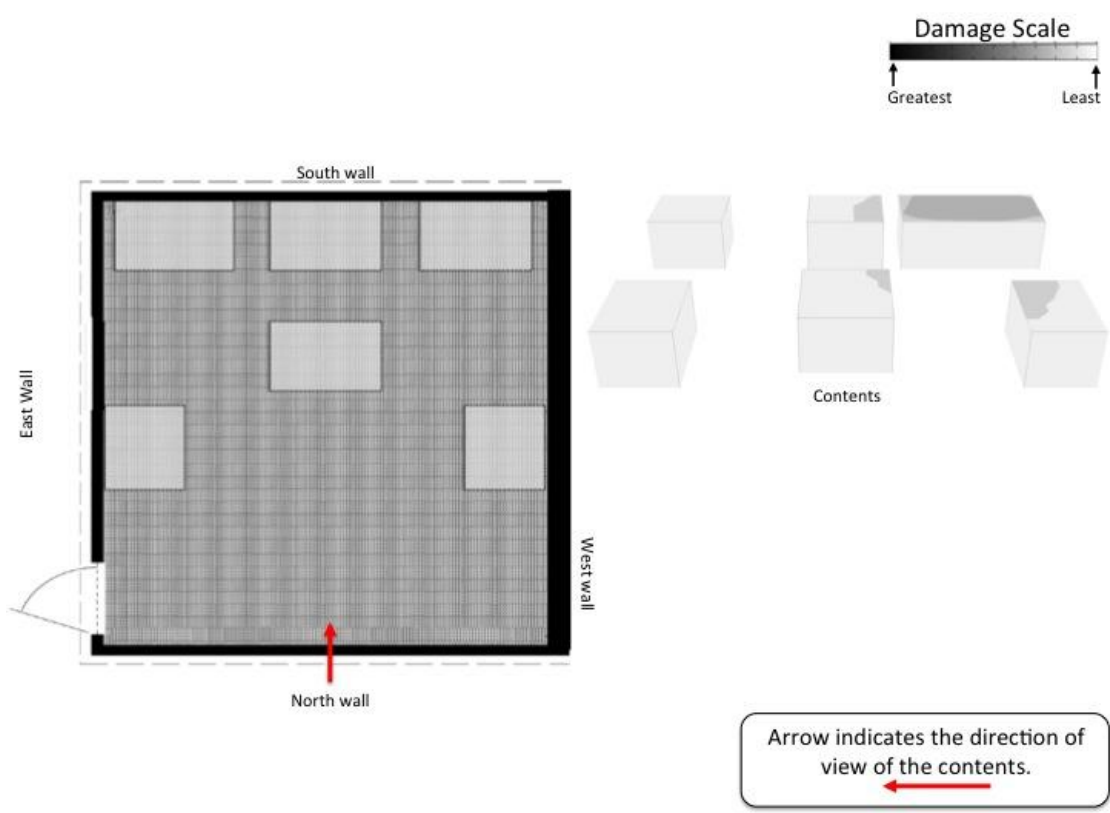 Damage Scale
Greatest
Least
South wall
East Wall
Contents
West wall
North wall
Arrow indicates the direction of
view of the contents.